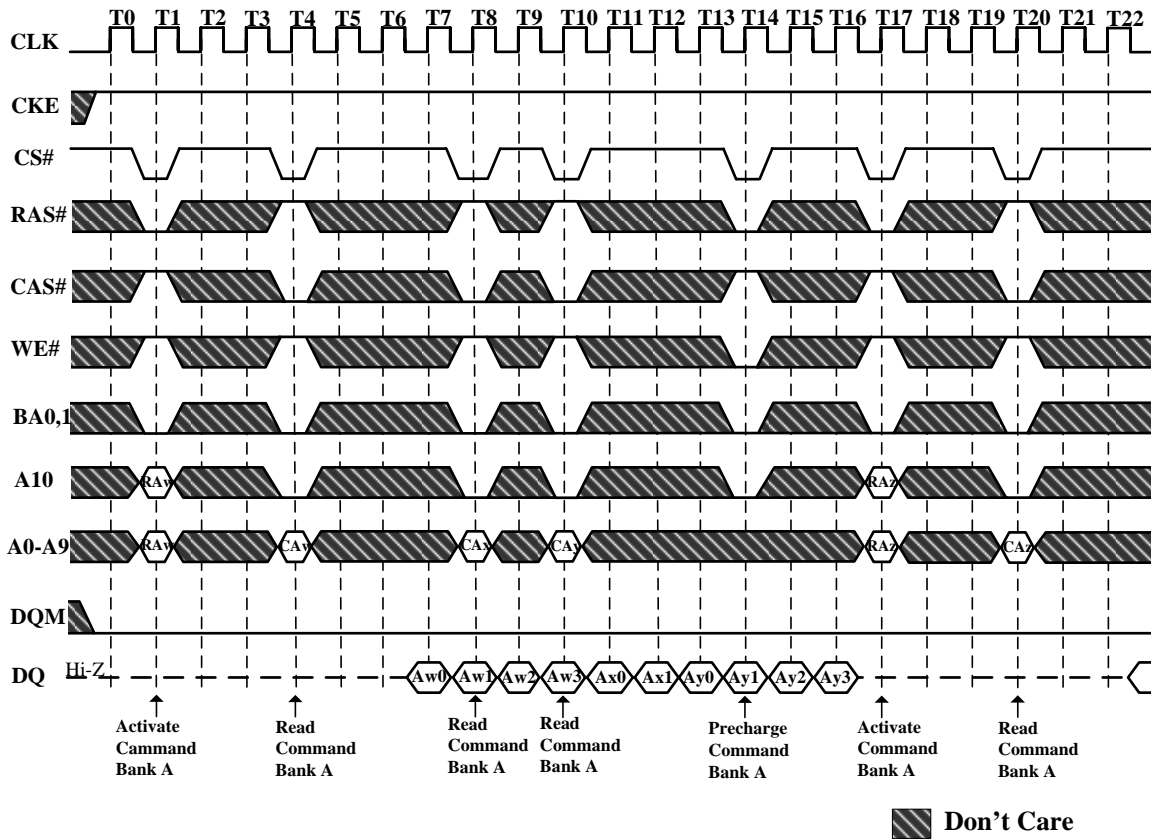 T0 T1 T2 T3 T4 T5 T6 T7 T8 T9 T10 T11 T12 T13 T14 T15 T16 T17 T18 T19 T20 T21 T22
CLK
CKE
CS#
RAS#
CAS#
WE#
BA0,1
A10 RAw RAz
A0-A9 RAw CAw CAx CAy RAz CAz
DQM
DQ Hi-Z Aw0 Aw1 Aw2 Aw3 Ax0 Ax1 Ay0 Ay1 Ay2 Ay3
Activate
Cammand
Bank A
Read
Command
Bank A
Read
Command
Bank A
Read
Command
Bank A
Precharge
Command
Bank A
Activate
Command
Bank A
Read
Command
Bank A
Don't Care